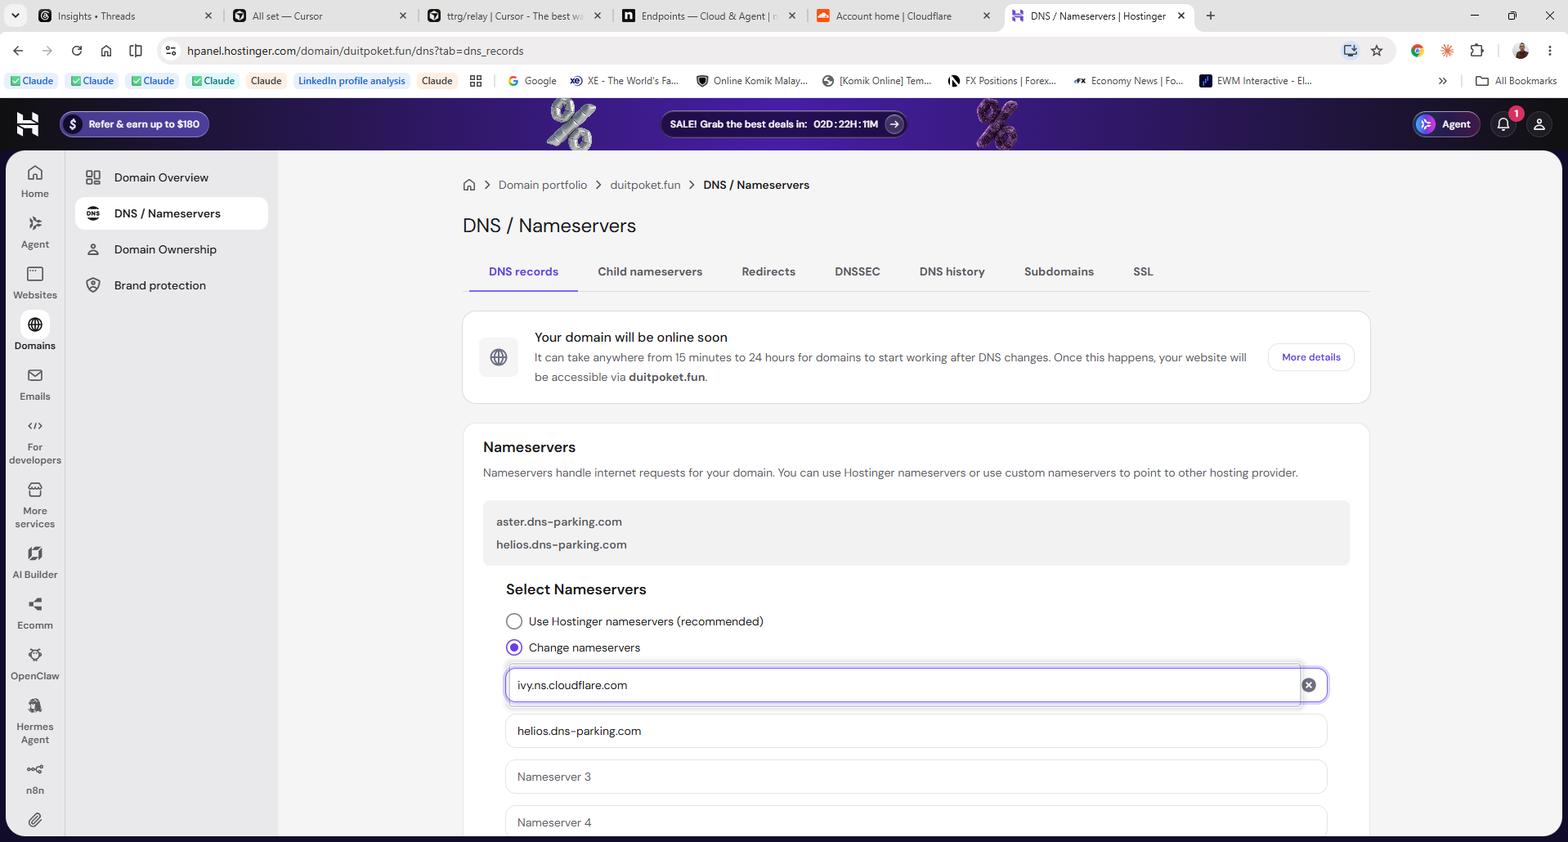 Insights • Threads
All set — Cursor
ttrg/relay | Cursor - The best wa
Endpoints — Cloud & Agent | n
Account home | Cloudflare
DNS / Nameservers | Hostinger
hpanel.hostinger.com/domain/duitpoket.fun/dns?tab=dns_records
Claude
Claude
Claude
Claude
Claude
LinkedIn profile analysis
Claude
Google
XE - The World's Fa...
Online Komik Malay...
[Komik Online] Tem...
FX Positions | Forex...
Economy News | Fo...
EWM Interactive - El...
All Bookmarks
Refer & earn up to $180
SALE! Grab the best deals in: 02D : 22H : 11M
Agent
1
Home
Agent
Websites
Domains
Emails
For
developers
More
services
AI Builder
Ecomm
OpenClaw
Hermes
Agent
n8n
Domain Overview
DNS / Nameservers
Domain Ownership
Brand protection
Domain portfolio
duitpoket.fun
DNS / Nameservers
DNS / Nameservers
DNS records
Child nameservers
Redirects
DNSSEC
DNS history
Subdomains
SSL
Your domain will be online soon
It can take anywhere from 15 minutes to 24 hours for domains to start working after DNS changes. Once this happens, your website will
be accessible via duitpoket.fun.
More details
Nameservers
Nameservers handle internet requests for your domain. You can use Hostinger nameservers or use custom nameservers to point to other hosting provider.
aster.dns-parking.com
helios.dns-parking.com
Select Nameservers
Use Hostinger nameservers (recommended)
Change nameservers
ivy.ns.cloudflare.com
helios.dns-parking.com
Nameserver 3
Nameserver 4